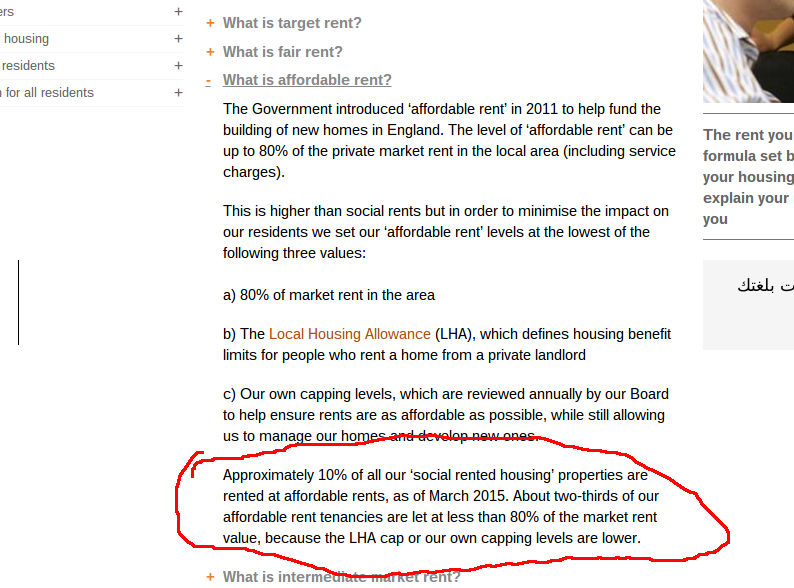 ers +
housing +
residents +
for all residents +
+ What is target rent?
+ What is fair rent?
- What is affordable rent?
The Government introduced ‘affordable rent’ in 2011 to help fund the
building of new homes in England. The level of ‘affordable rent’ can be
up to 80% of the private market rent in the local area (including service
charges).
This is higher than social rents but in order to minimise the impact on
our residents we set our ‘affordable rent’ levels at the lowest of the
following three values:
a) 80% of market rent in the area
b) The Local Housing Allowance (LHA), which defines housing benefit
limits for people who rent a home from a private landlord
c) Our own capping levels, which are reviewed annually by our Board
to help ensure rents are as affordable as possible, while still allowing
us to manage our homes and develop new ones.
Approximately 10% of all our ‘social rented housing’ properties are
rented at affordable rents, as of March 2015. About two-thirds of our
affordable rent tenancies are let at less than 80% of the market rent
value, because the LHA cap or our own capping levels are lower.
+ What is intermediate market rent?
The rent you
formula set b
your housing
explain your
you
ت بلغتك